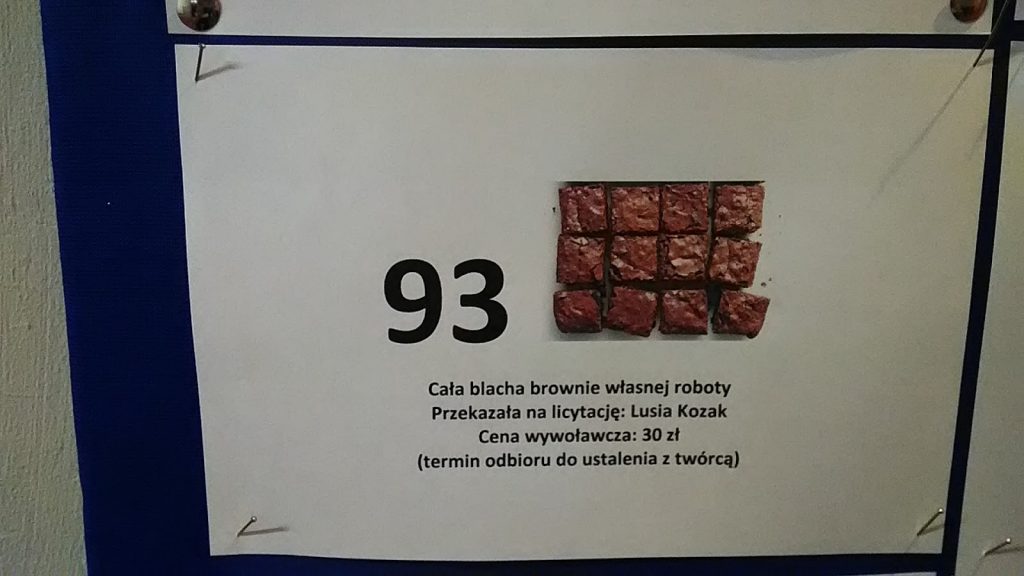 93
Cała blacha brownie własnej roboty
Przekazała na licytację: Lusia Kozak
Cena wywoławcza: 30 zł
(termin odbioru do ustalenia z twórcą)